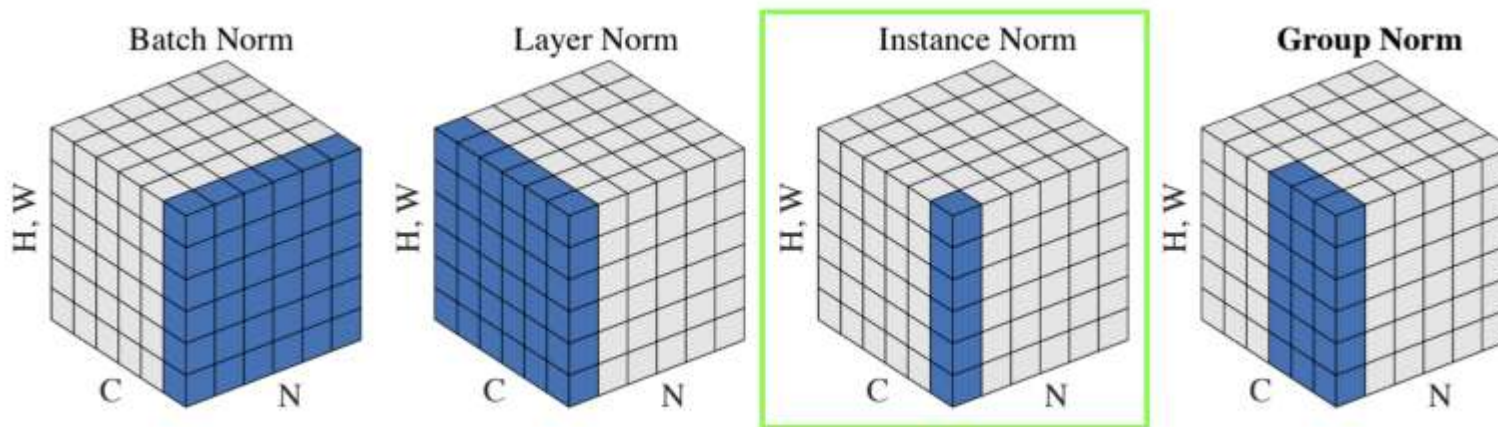 Batch Norm
Layer Norm
Instance Norm
Group Norm
H, W
C
N
H, W
C
N
H, W
C
N
H, W
C
N